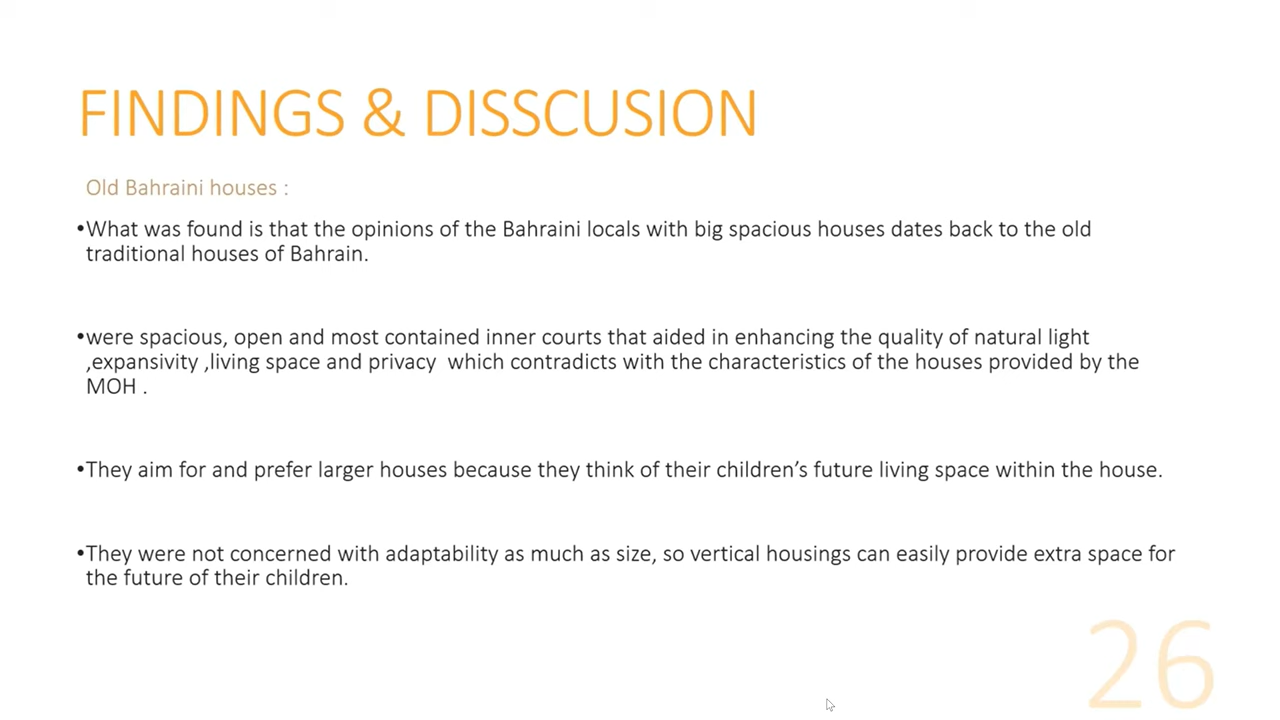 FINDINGS & DISSCUSION
Old Bahraini houses :
•What was found is that the opinions of the Bahraini locals with big spacious houses dates back to the old
traditional houses of Bahrain.
•were spacious, open and most contained inner courts that aided in enhancing the quality of natural light
,expansivity ,living space and privacy  which contradicts with the characteristics of the houses provided by the
MOH .
•They aim for and prefer larger houses because they think of their children’s future living space within the house.
•They were not concerned with adaptability as much as size, so vertical housings can easily provide extra space for
the future of their children.
26